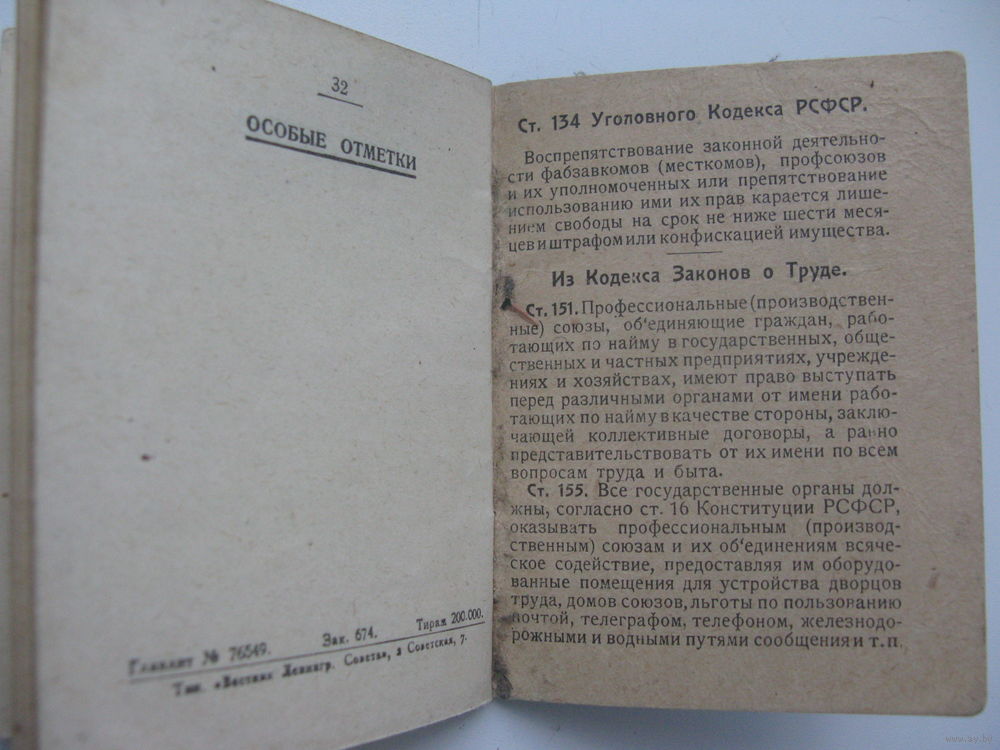 32
ОСОБЫЕ ОТМЕТКИ
Главлит № 76549. Зак. 674. Тираж 200.000.
Тип. «Вестник Ленингр. Совета», 2 Советская, 7.
Ст. 134 Уголовного Кодекса РСФСР.
Воспрепятствование законной деятельно-
сти фабзавкомов (месткомов), профсоюзов
и их уполномоченных или препятствование
использованию ими их прав карается лише-
нием свободы на срок не ниже шести меся-
цев и штрафом или конфискацией имущества.
Из Кодекса Законов о Труде.
Ст. 151. Профессиональные (производствен-
ные) союзы, об'единяющие граждан, рабо-
тающих по найму в государственных, обще-
ственных и частных предприятиях, учрежде-
ниях и хозяйствах, имеют право выступать
перед различными органами от имени рабо-
тающих по найму в качестве стороны, заклю-
чающей коллективные договоры, а равно
представительствовать от их имени по всем
вопросам труда и быта.
Ст. 155. Все государственные органы дол-
жны, согласно ст. 16 Конституции РСФСР,
оказывать профессиональным (производ-
ственным) союзам и их об'единениям всяче-
ское содействие, предоставляя им оборудо-
ванные помещения для устройства дворцов
труда, домов союзов, льготы по пользованию
почтой, телеграфом, телефоном, железнодо-
рожными и водными путями сообщения и т. п.
www.ay.by